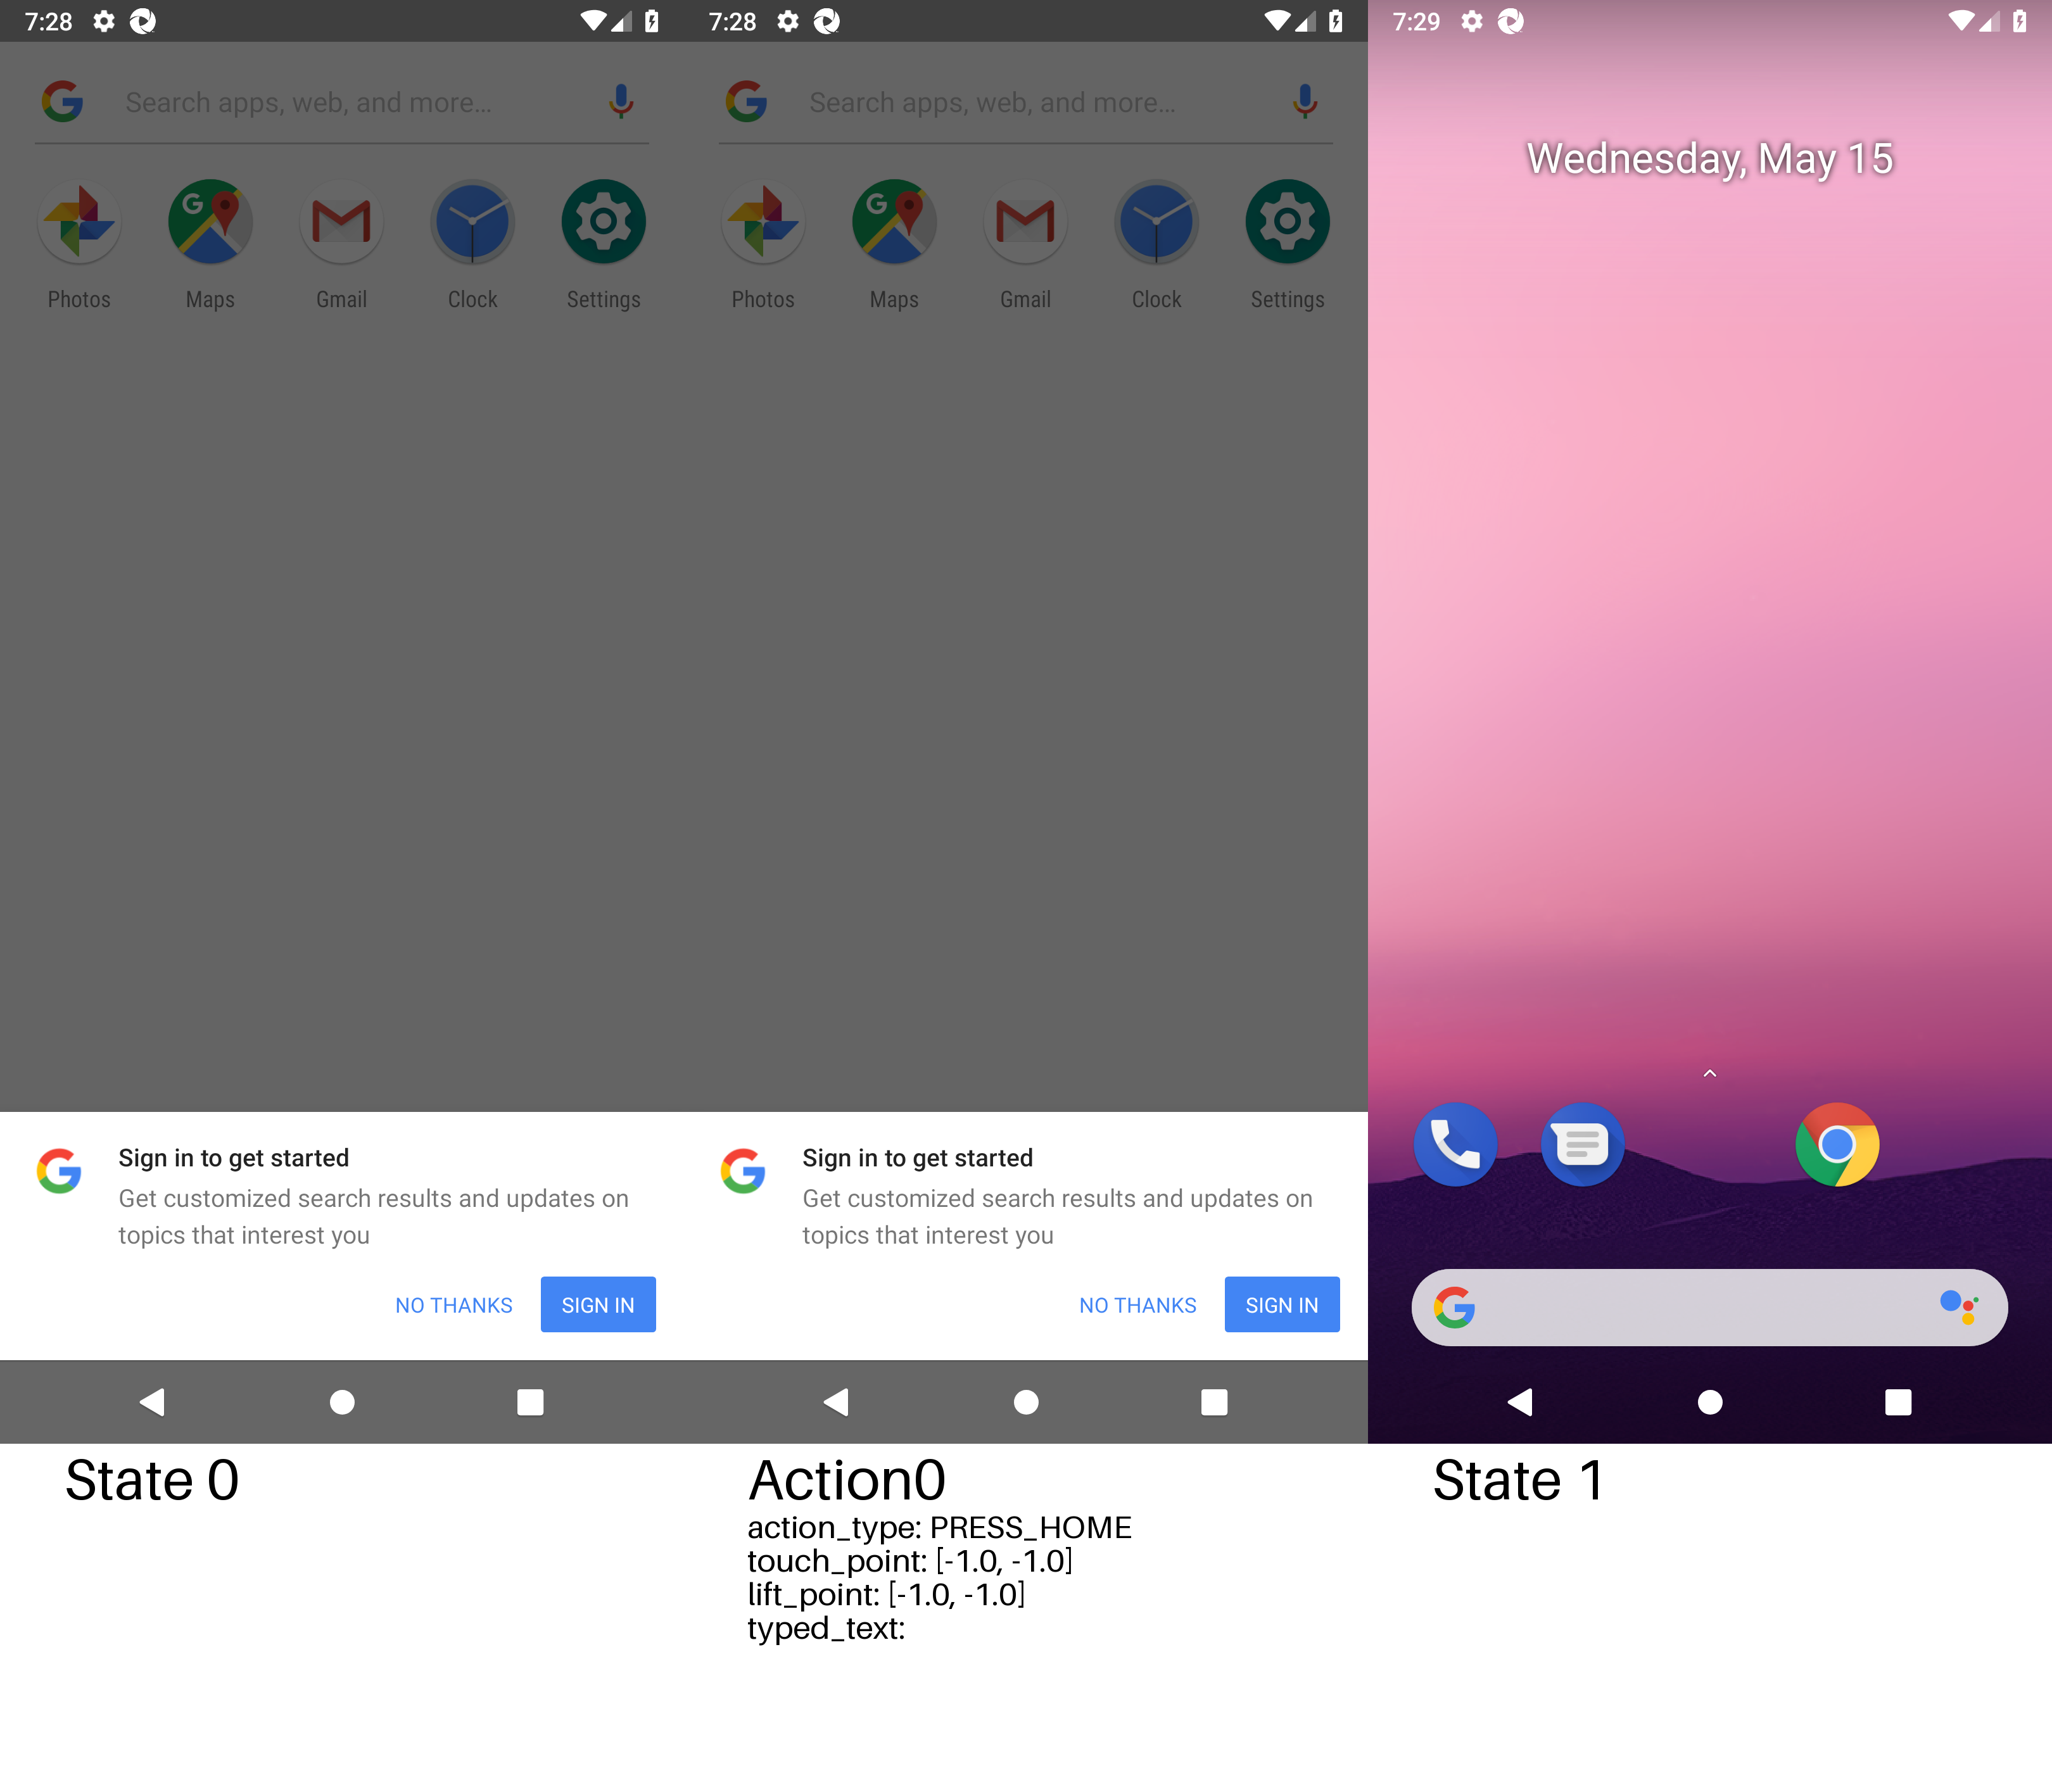 7:28
Search apps, web, and more...
Photos
Maps
Gmail
Clock
Settings
Sign in to get started
Get customized search results and updates on
topics that interest you
NO THANKS
SIGN IN
State 0
7:28
Search apps, web, and more...
Photos
Maps
Gmail
Clock
Settings
Sign in to get started
Get customized search results and updates on
topics that interest you
NO THANKS
SIGN IN
Action0
action_type: PRESS_HOME
touch_point: [-1.0, -1.0]
lift_point: [-1.0, -1.0]
typed_text:
7:29
Wednesday, May 15
State 1